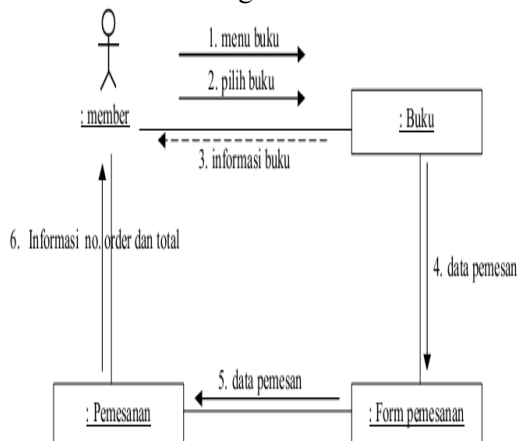 1. menu buku
2. pilih buku
: member
: Buku
3. informasi buku
6. Informasi no. order dan total
4. data pemesan
5. data pemesan
: Pemesanan
: Form pemesanan